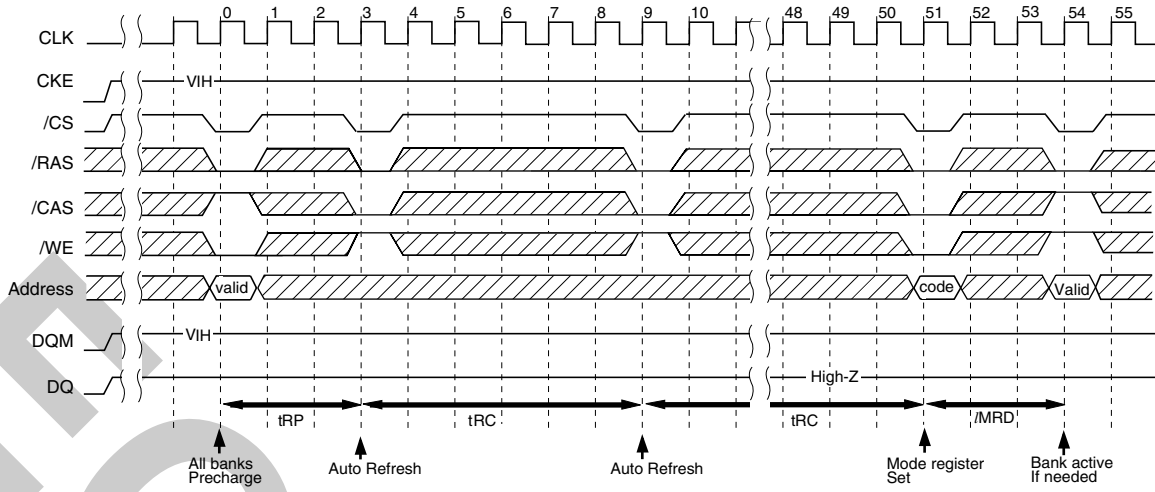 0 1 2 3 4 5 6 7 8 9 10 48 49 50 51 52 53 54 55
CLK
CKE VIH
/CS
/RAS
/CAS
/WE
Address valid code Valid
DQM VIH
DQ High-Z
tRP tRC tRC lMRD
All banks
Precharge
Auto Refresh
Auto Refresh
Mode register
Set
Bank active
If needed